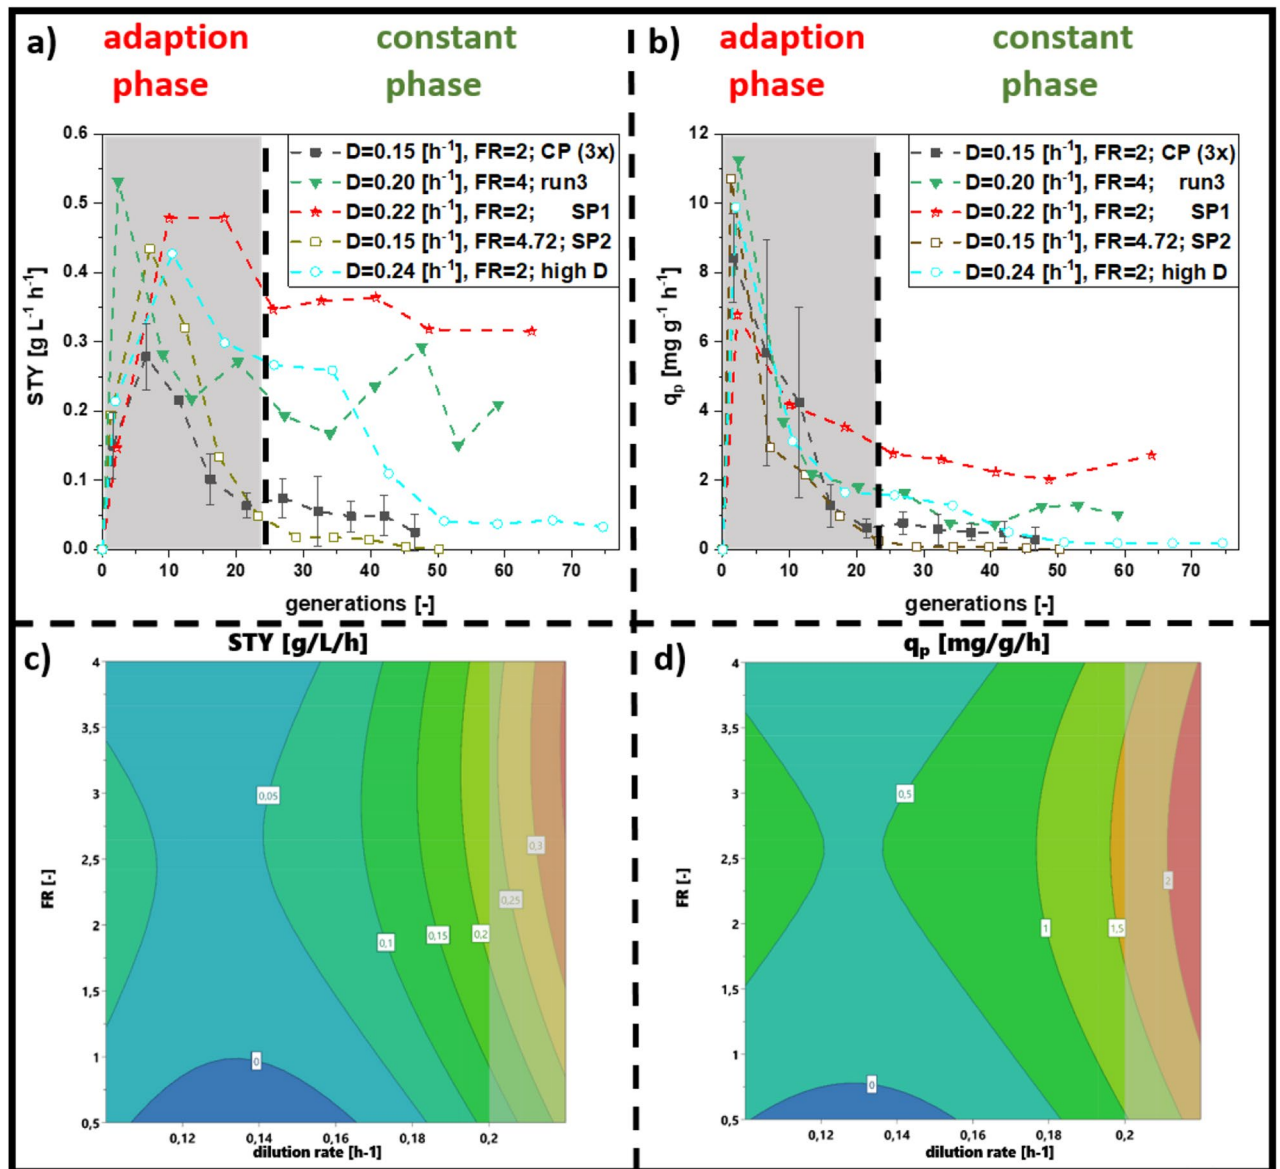 a)
adaption
phase
constant
phase
STY [g L⁻¹ h⁻¹]
0.6
0.5
0.4
0.3
0.2
0.1
0.0
D=0.15 [h⁻¹], FR=2; CP (3x)
D=0.20 [h⁻¹], FR=4; run3
D=0.22 [h⁻¹], FR=2; SP1
D=0.15 [h⁻¹], FR=4.72; SP2
D=0.24 [h⁻¹], FR=2; high D
0 10 20 30 40 50 60 70
generations [-]
b)
adaption
phase
constant
phase
qₚ [mg g⁻¹ h⁻¹]
12
10
8
6
4
2
0
D=0.15 [h⁻¹], FR=2; CP (3x)
D=0.20 [h⁻¹], FR=4; run3
D=0.22 [h⁻¹], FR=2; SP1
D=0.15 [h⁻¹], FR=4.72; SP2
D=0.24 [h⁻¹], FR=2; high D
0 10 20 30 40 50 60 70
generations [-]
c)
STY [g/L/h]
FR [-]
4
3,5
3
2,5
2
1,5
1
0,5
0,05
0,3
0,25
0,1
0,15
0,2
0
0,12 0,14 0,16 0,18 0,2
dilution rate [h-1]
d)
qₚ [mg/g/h]
FR [-]
4
3,5
3
2,5
2
1,5
1
0,5
0,5
2
1
1,5
0
0,12 0,14 0,16 0,18 0,2
dilution rate [h-1]